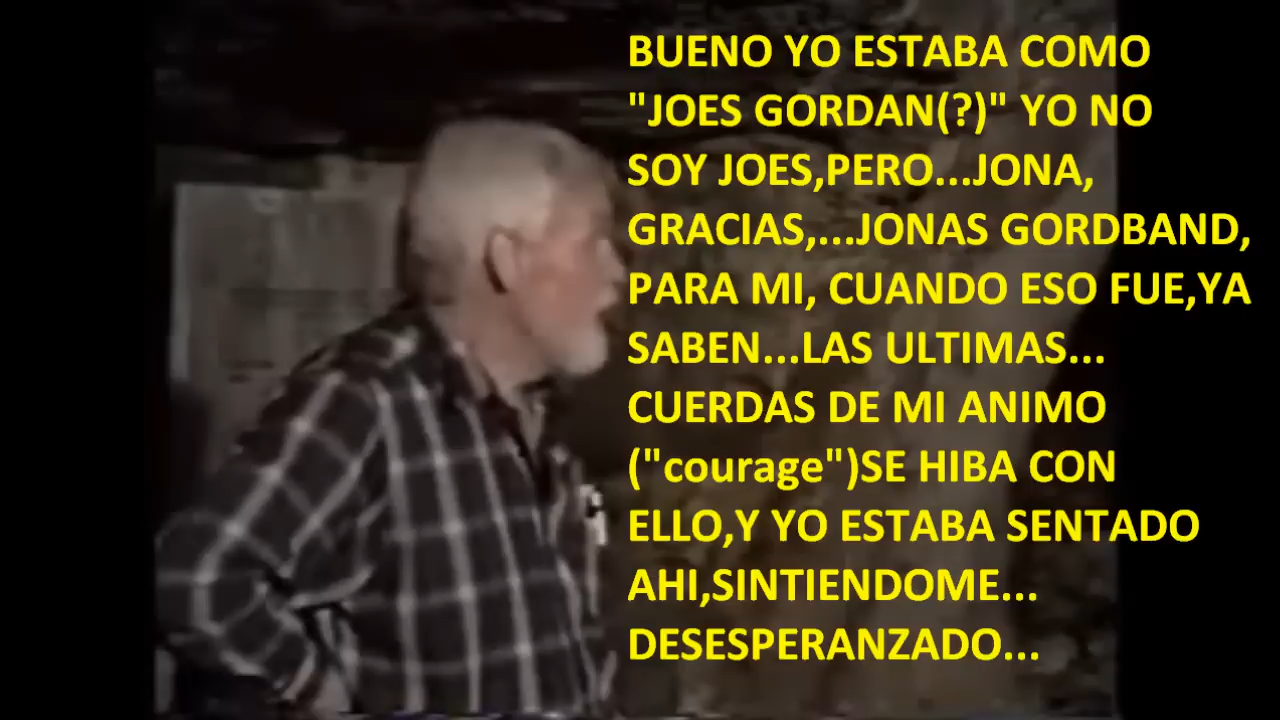 BUENO YO ESTABA COMO
"JOES GORDAN(?)" YO NO
SOY JOES,PERO...JONA,
GRACIAS,...JONAS GORDBAND,
PARA MI, CUANDO ESO FUE,YA
SABEN...LAS ULTIMAS...
CUERDAS DE MI ANIMO
("courage")SE HIBA CON
ELLO,Y YO ESTABA SENTADO
AHI,SINTIENDOME...
DESESPERANZADO...